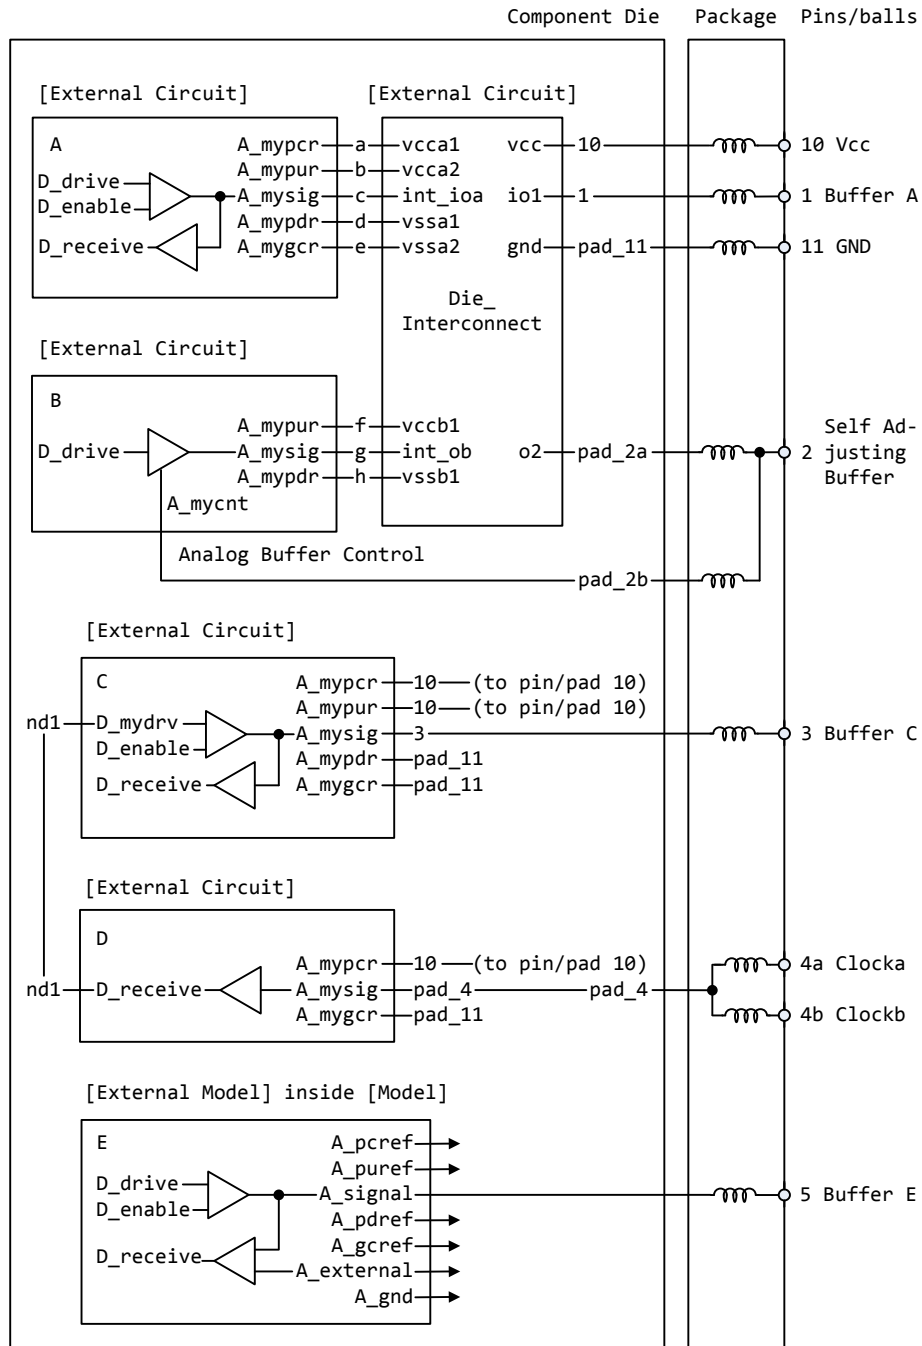 Component Die Package Pins/balls
[External Circuit] [External Circuit]
A A_mypcr a vcca1 vcc 10 10 Vcc
A_mypur b vcca2
D_drive A_mysig c int_ioa io1 1 1 Buffer A
D_enable A_mypdr d vssa1
D_receive A_mygcr e vssa2 gnd pad_11 11 GND
Die_
Interconnect
[External Circuit]
B
A_mypur f vccb1 Self Ad-
D_drive A_mysig g int_ob o2 pad_2a 2 justing
A_mypdr h vssb1 Buffer
A_mycnt
Analog Buffer Control
pad_2b
[External Circuit]
C A_mypcr 10 (to pin/pad 10)
A_mypur 10 (to pin/pad 10)
nd1 D_mydrv A_mysig 3 3 Buffer C
D_enable A_mypdr pad_11
D_receive A_mygcr pad_11
[External Circuit]
D
A_mypcr 10 (to pin/pad 10) 4a Clocka
nd1 D_receive A_mysig pad_4 pad_4
A_mygcr pad_11 4b Clockb
[External Model] inside [Model]
E A_pcref
A_puref
D_drive A_signal 5 Buffer E
D_enable A_pdref
A_gcref
D_receive A_external
A_gnd